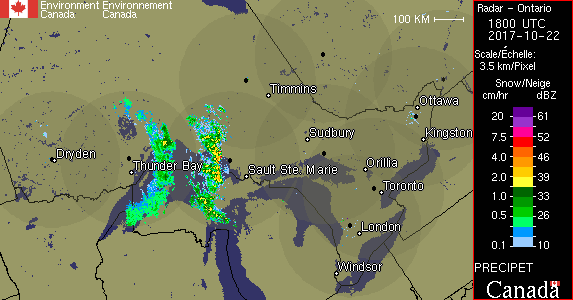 Environment Environnement
Canada Canada
100 KM
Timmins
Ottawa
Sudbury
Kingston
Dryden
Thunder Bay
Sault Ste. Marie
Orillia
Toronto
London
Windsor
Radar - Ontario
1800 UTC
2017-10-22
Scale/Échelle:
3.5 km/Pixel
Snow/Neige
cm/hr dBZ
20 61
7.5 52
4.0 46
2.0 39
1.0 33
0.5 26
0.1 10
PRECIPET
Canada